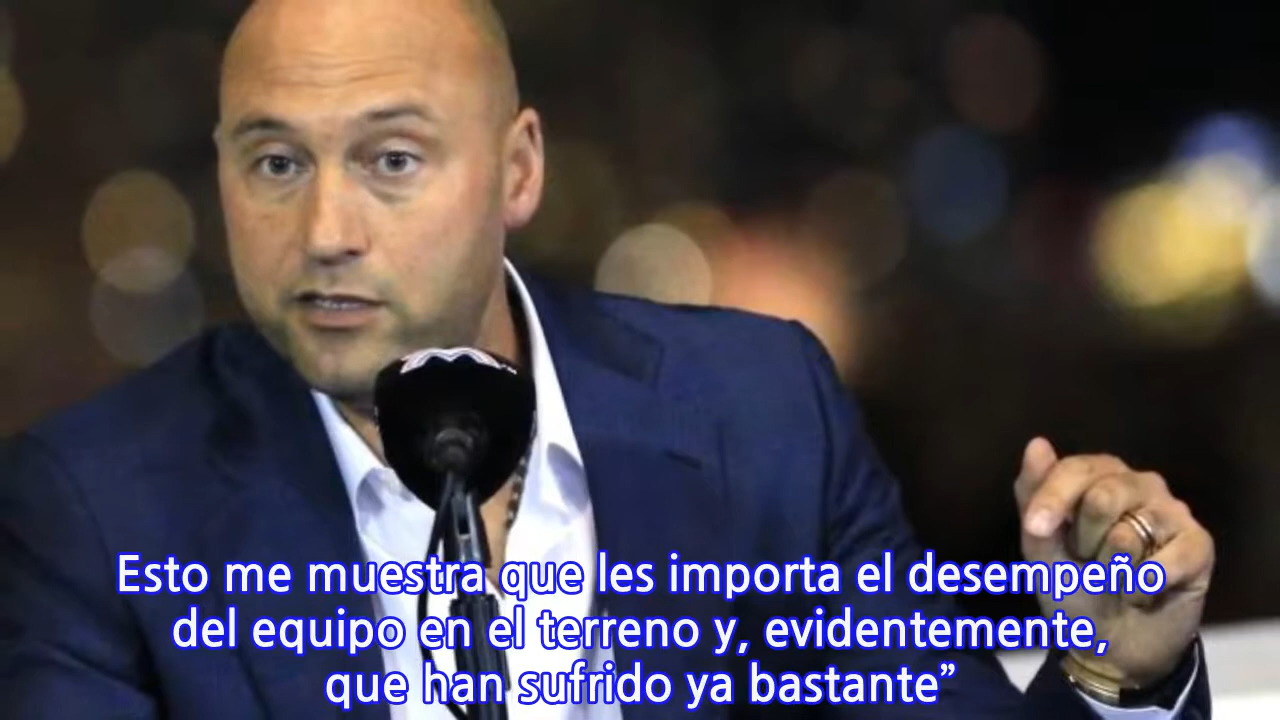 Esto me muestra que les importa el desempeño
del equipo en el terreno y, evidentemente,
que han sufrido ya bastante”